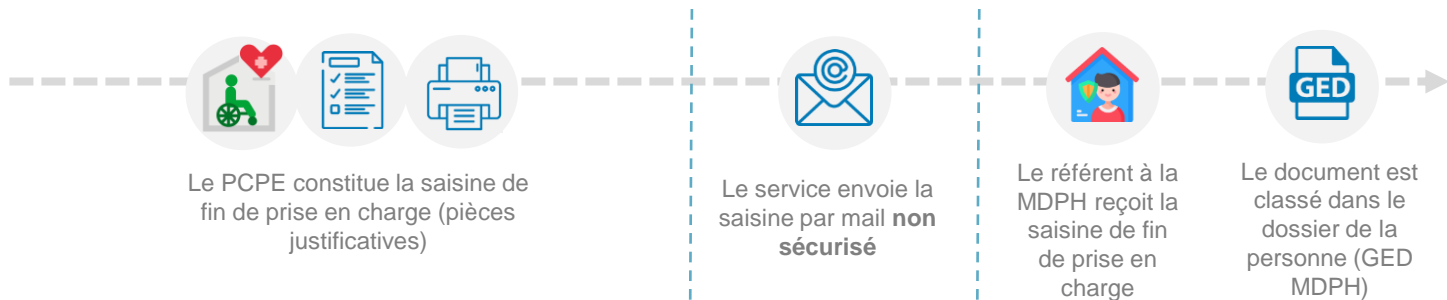 GED
Le PCPE constitue la saisine de
fin de prise en charge (pièces
justificatives)
Le service envoie la
saisine par mail non
sécurisé
Le référent à la
MDPH reçoit la
saisine de fin
de prise en
charge
Le document est
classé dans le
dossier de la
personne (GED
MDPH)